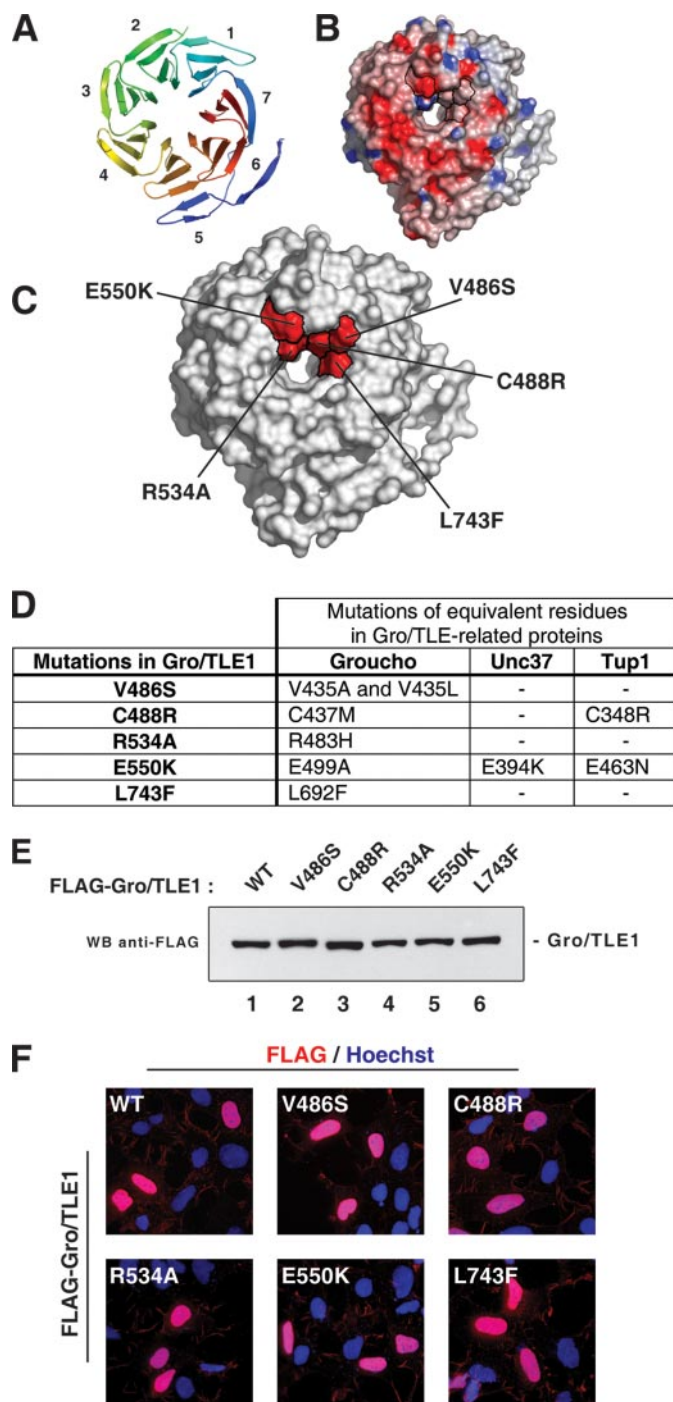 A
B
2
1
3
7
4
6
5
C
E550K
V486S
C488R
R534A
L743F
D
Mutations of equivalent residues
in Gro/TLE-related proteins
Mutations in Gro/TLE1 Groucho Unc37 Tup1
V486S V435A and V435L - -
C488R C437M - C348R
R534A R483H - -
E550K E499A E394K E463N
L743F L692F - -
E
FLAG-Gro/TLE1 : WT V486S C488R R534A E550K L743F
WB anti-FLAG - Gro/TLE1
1 2 3 4 5 6
F
FLAG / Hoechst
FLAG-Gro/TLE1
WT V486S C488R
R534A E550K L743F